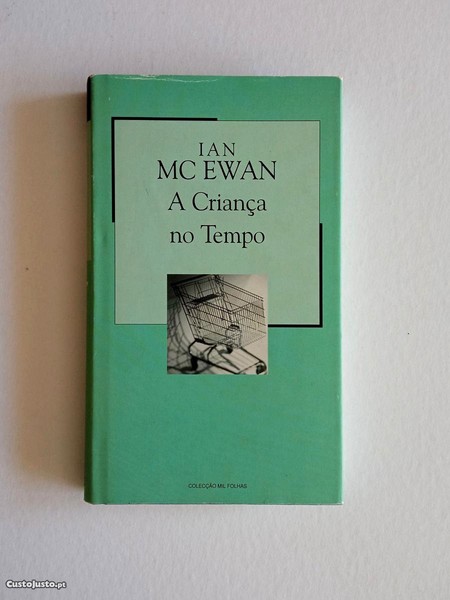 IAN
MC EWAN
A Criança
no Tempo
COLECÇÃO MIL FOLHAS
CustoJusto.pt